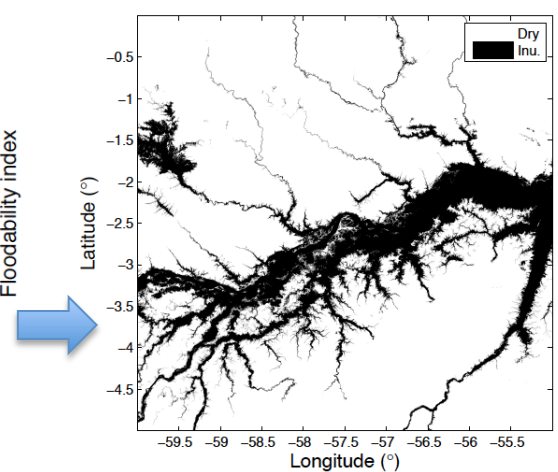 Floodability index
Latitude (°)
−0.5
−1
−1.5
−2
−2.5
−3
−3.5
−4
−4.5
Dry
Inu.
−59.5 −59 −58.5 −58 −57.5 −57 −56.5 −56 −55.5
Longitude (°)